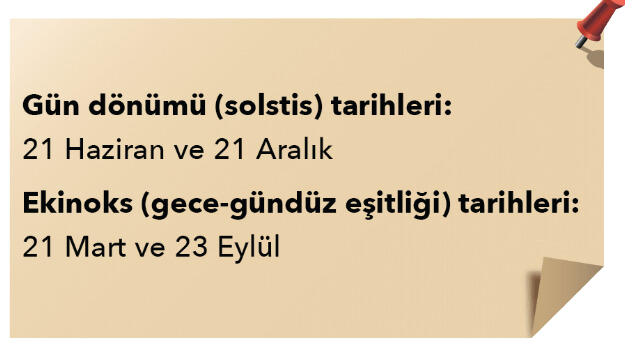 Gün dönümü (solstis) tarihleri:
21 Haziran ve 21 Aralık
Ekinoks (gece-gündüz eşitliği) tarihleri:
21 Mart ve 23 Eylül